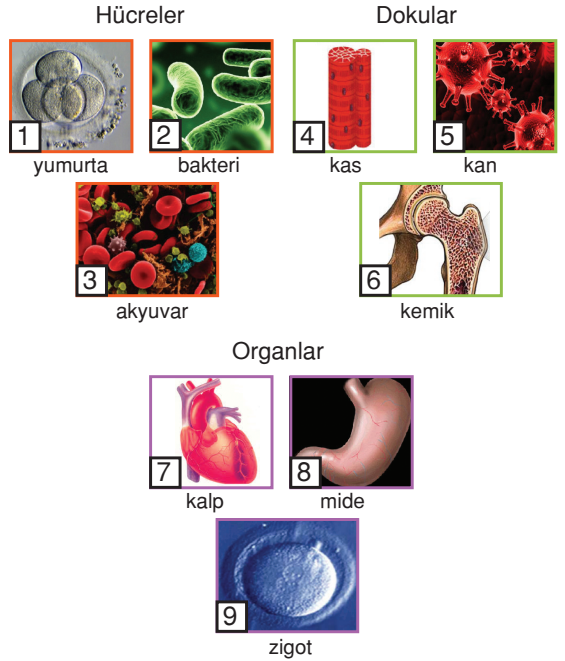 Hücreler
Dokular
1
2
4
5
yumurta
bakteri
kas
kan
3
6
akyuvar
kemik
Organlar
7
8
kalp
mide
9
zigot